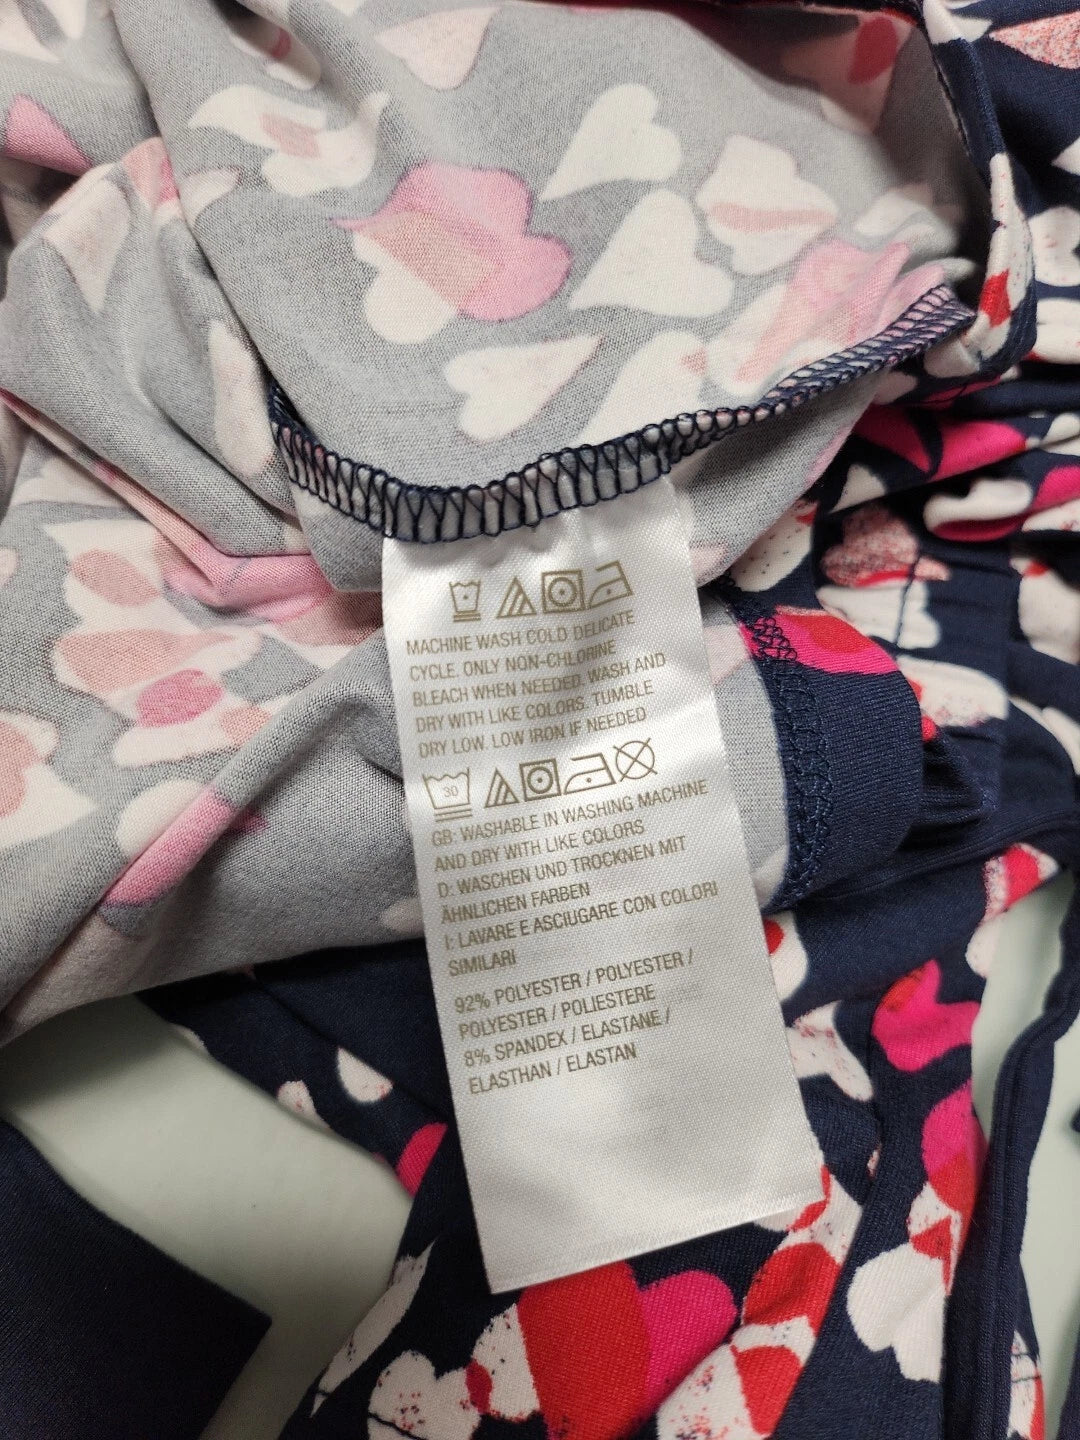 MACHINE WASH COLD DELICATE
CYCLE. ONLY NON-CHLORINE
BLEACH WHEN NEEDED. WASH AND
DRY WITH LIKE COLORS. TUMBLE
DRY LOW. LOW IRON IF NEEDED
30
GB: WASHABLE IN WASHING MACHINE
AND DRY WITH LIKE COLORS
D: WASCHEN UND TROCKNEN MIT
ÄHNLICHEN FARBEN
I: LAVARE E ASCIUGARE CON COLORI
SIMILARI
92% POLYESTER / POLYESTER /
POLYESTER / POLIESTERE
8% SPANDEX / ELASTANE /
ELASTHAN / ELASTAN